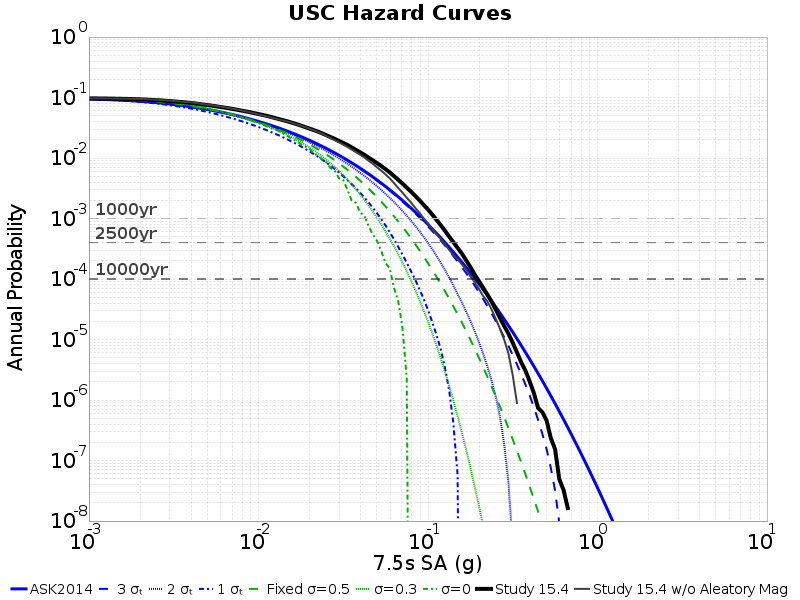 USC Hazard Curves
10^0
10^-1
10^-2
10^-3
10^-4
10^-5
10^-6
10^-7
10^-8
Annual Probability
1000yr
2500yr
10000yr
10^-3 10^-2 10^-1 10^0 10^1
7.5s SA (g)
ASK2014 3 σₜ 2 σₜ 1 σₜ Fixed σ=0.5 σ=0.3 σ=0 Study 15.4 Study 15.4 w/o Aleatory Mag